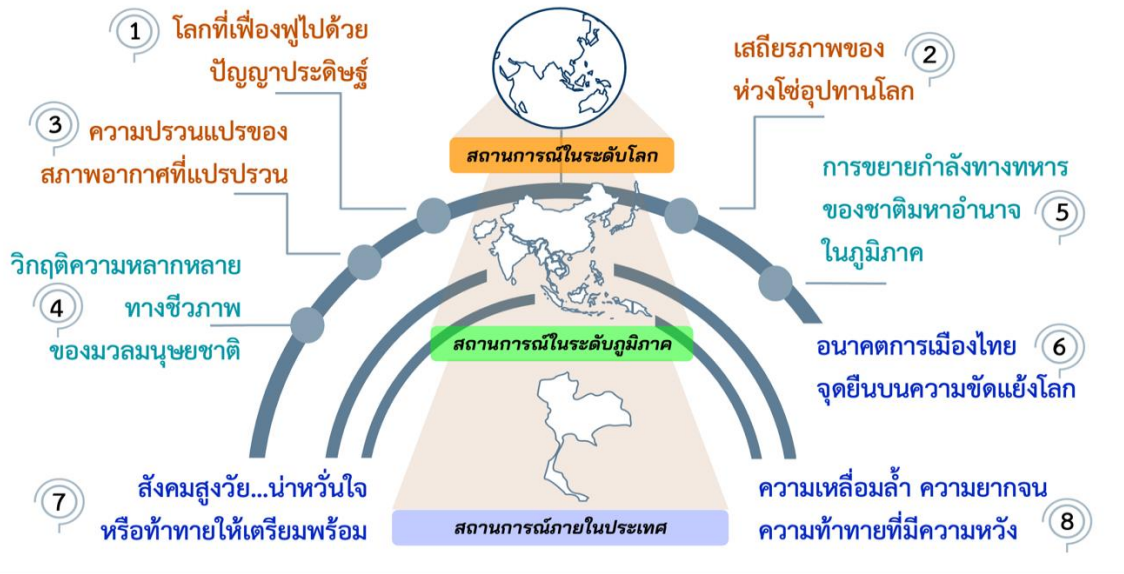 1
โลกที่เฟื่องฟูไปด้วย
ปัญญาประดิษฐ์
2
เสถียรภาพของ
ห่วงโซ่อุปทานโลก
3
ความปรวนแปรของ
สภาพอากาศที่แปรปรวน
สถานการณ์ในระดับโลก
4
วิกฤติความหลากหลาย
ทางชีวภาพ
ของมวลมนุษยชาติ
5
การขยายกำลังทางทหาร
ของชาติมหาอำนาจ
ในภูมิภาค
สถานการณ์ในระดับภูมิภาค
6
อนาคตการเมืองไทย
จุดยืนบนความขัดแย้งโลก
7
สังคมสูงวัย...น่าหวั่นใจ
หรือท้าทายให้เตรียมพร้อม
สถานการณ์ภายในประเทศ
8
ความเหลื่อมล้ำ ความยากจน
ความท้าทายที่มีความหวัง